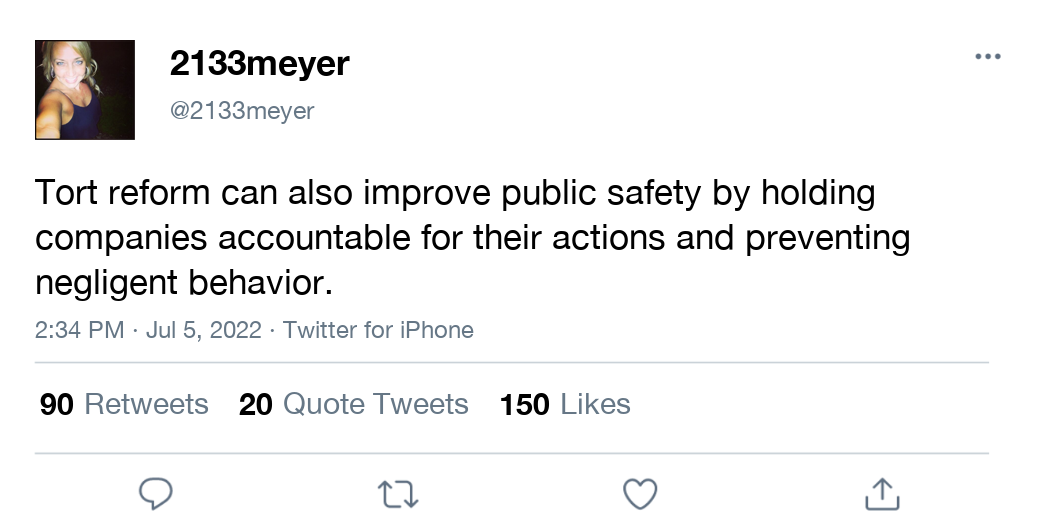 2133meyer
@2133meyer
Tort reform can also improve public safety by holding
companies accountable for their actions and preventing
negligent behavior.
2:34 PM · Jul 5, 2022 · Twitter for iPhone
90 Retweets 20 Quote Tweets 150 Likes